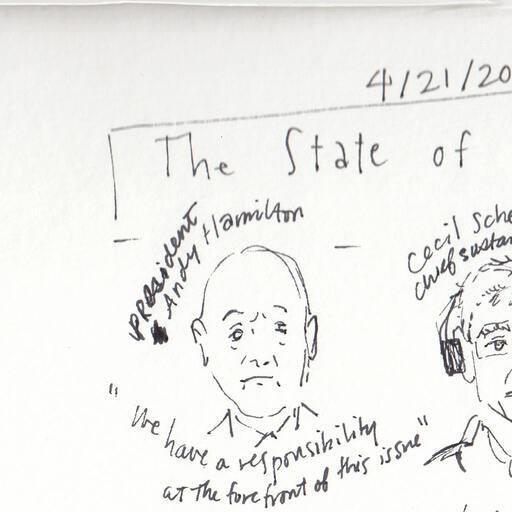 4/21/20
The State of
PResident
Andy Hamilton
Cecil Sche
chief sustai
"We have a responsibility
at the forefront of this issue"